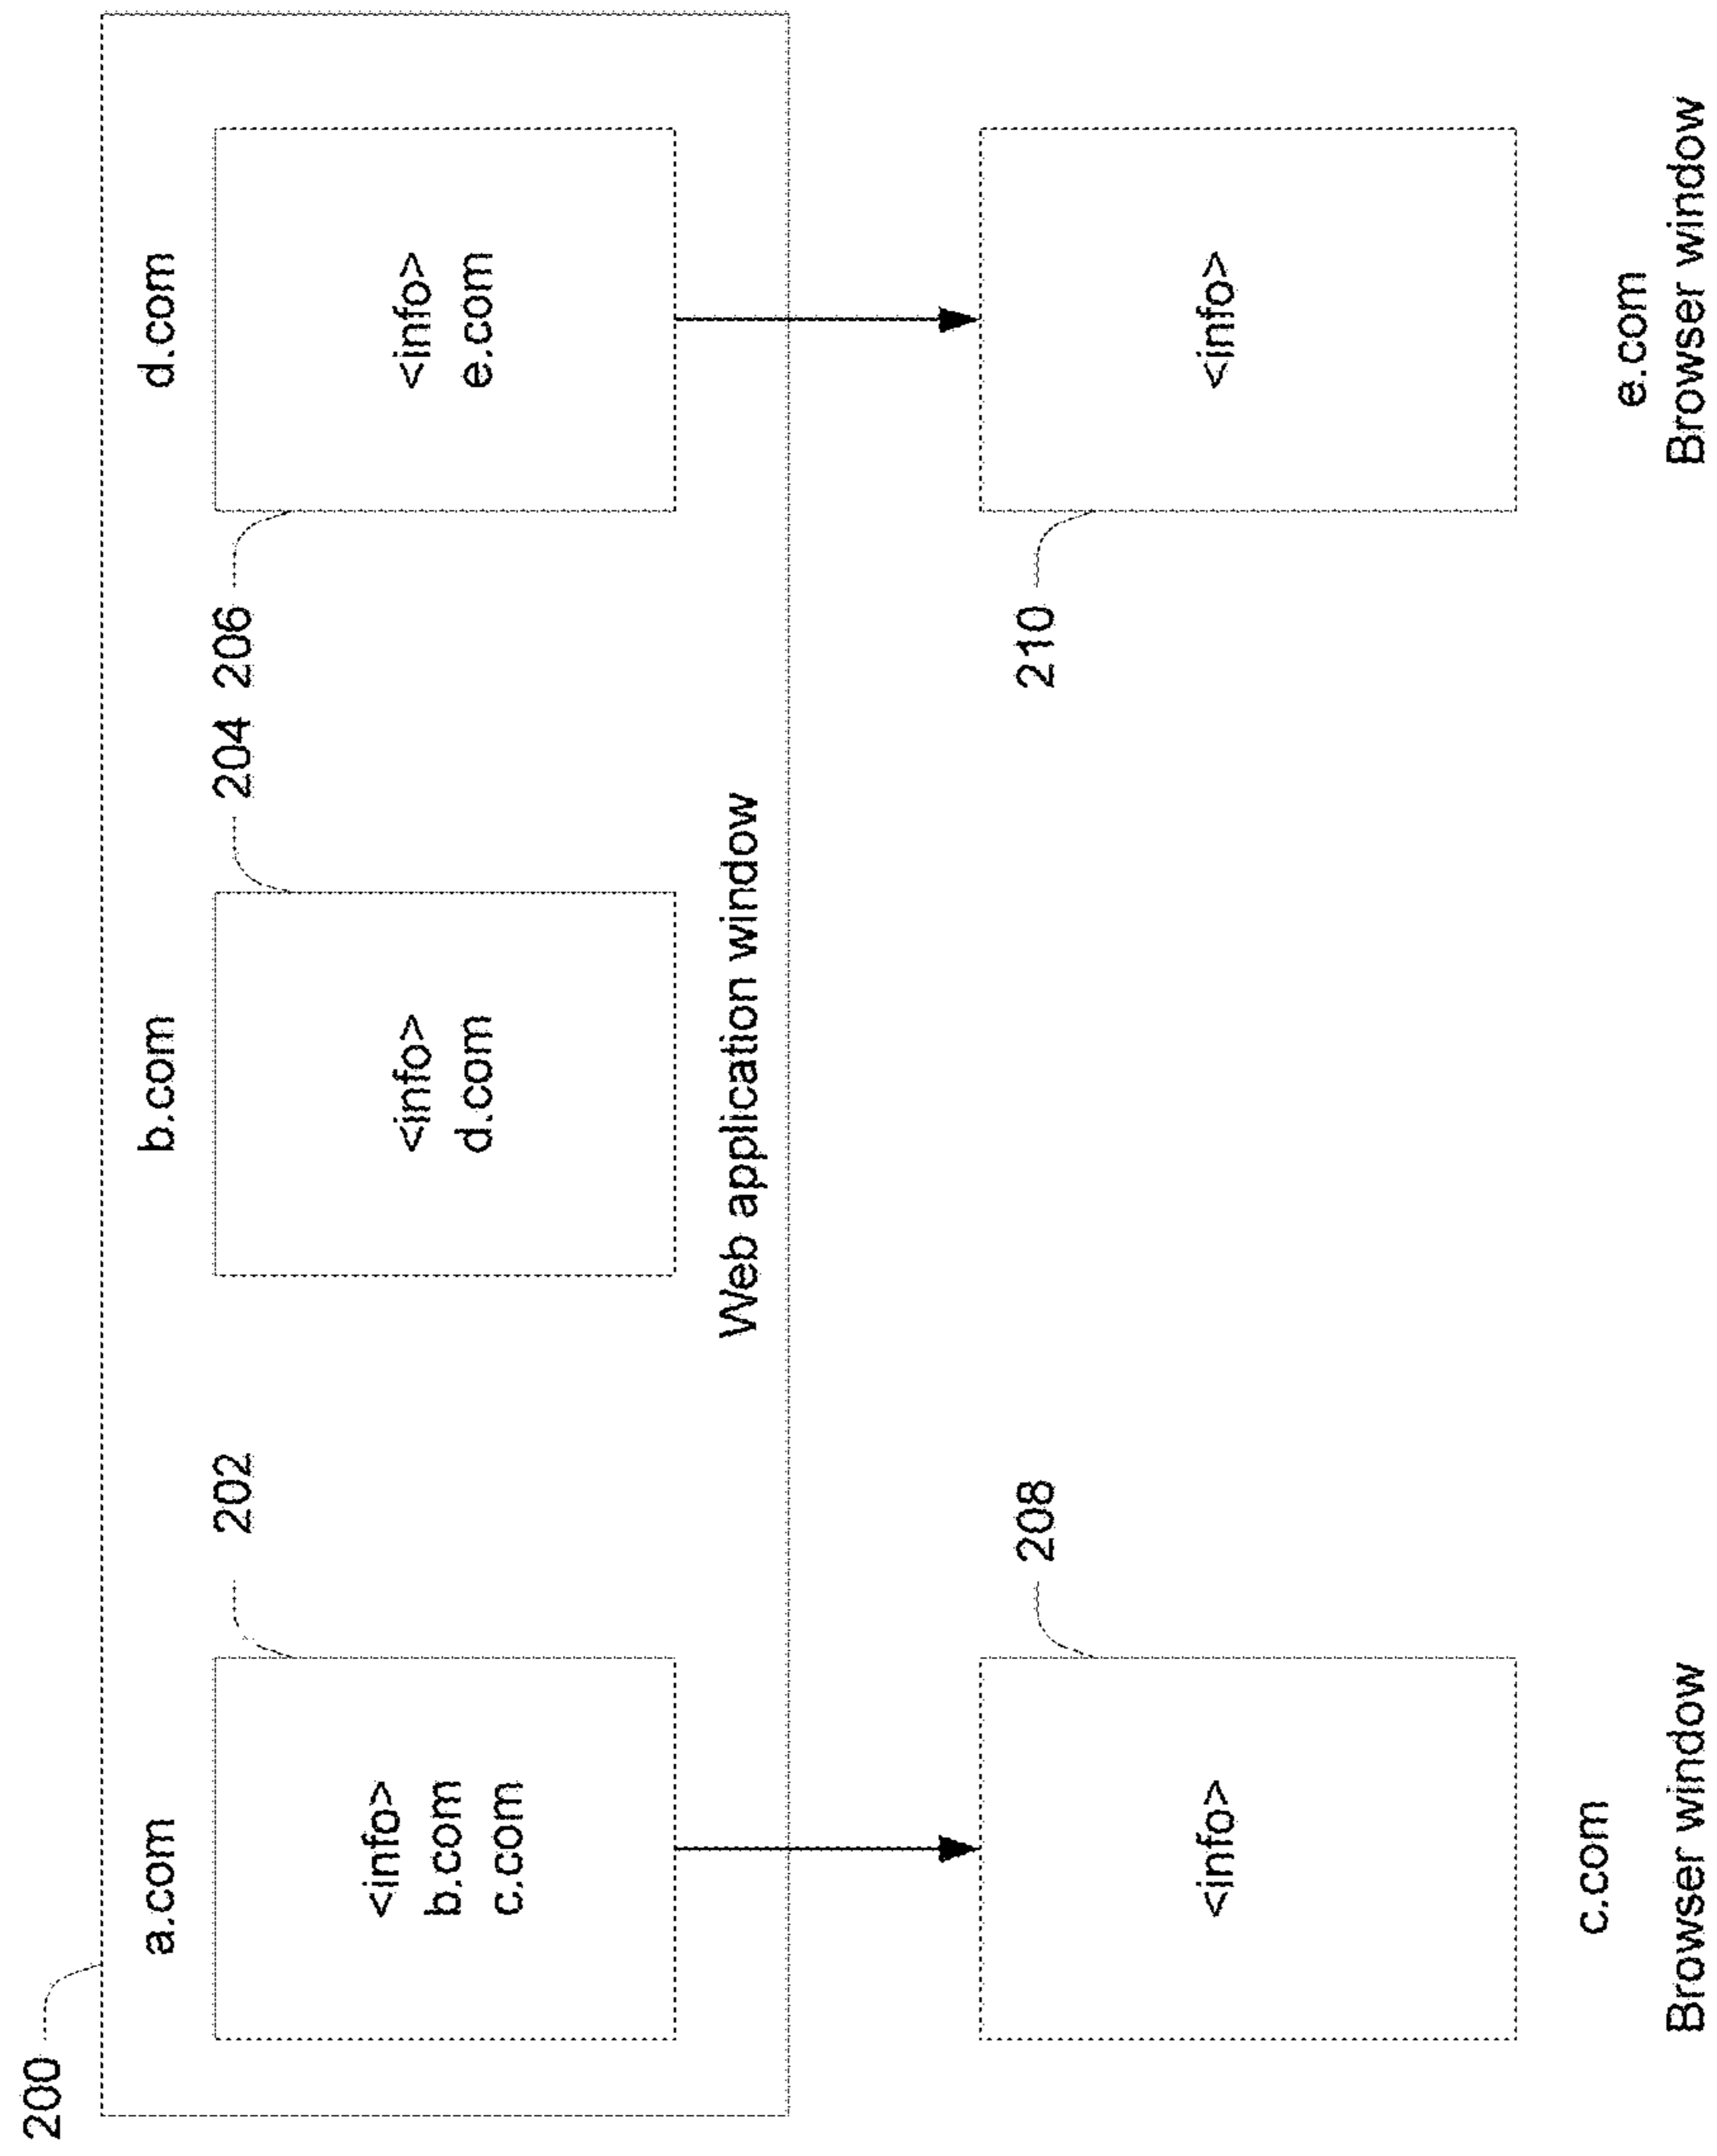 200
a.com
b.com
d.com
202
204
206
<info>
b.com
c.com
<info>
d.com
<info>
e.com
Web application window
208
210
<info>
<info>
c.com
Browser window
e.com
Browser window